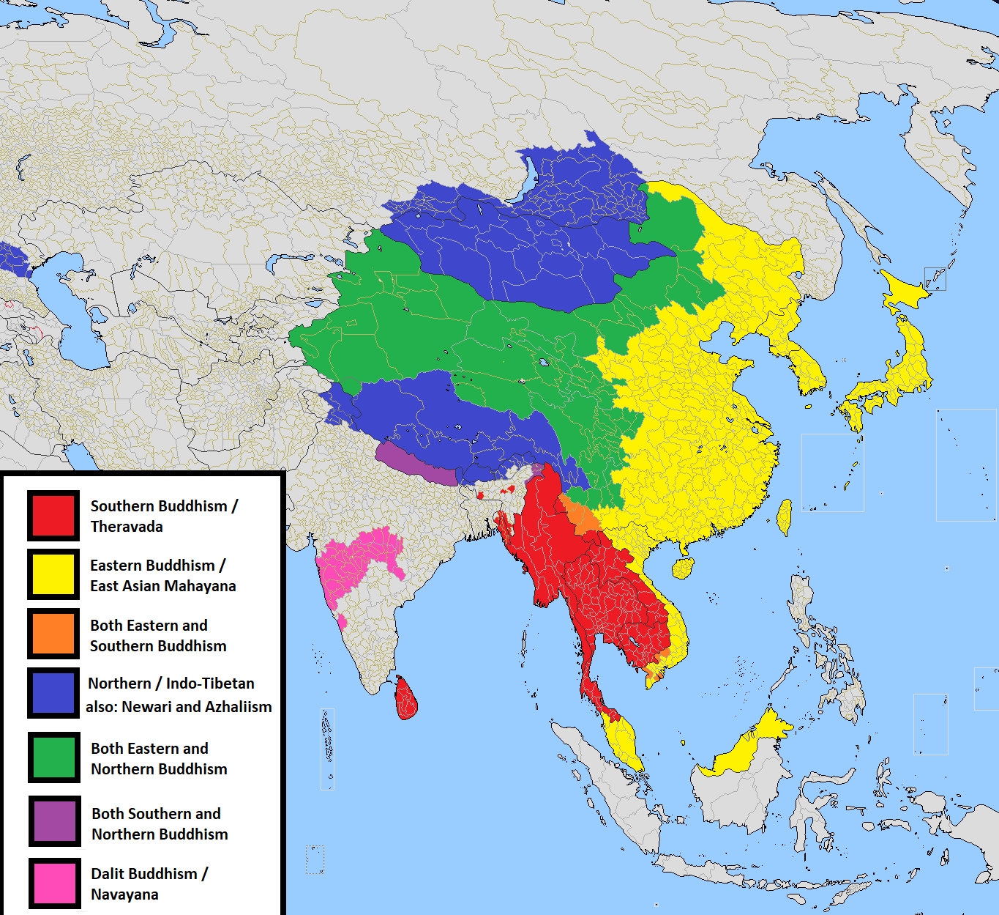 Southern Buddhism /
Theravada
Eastern Buddhism /
East Asian Mahayana
Both Eastern and
Southern Buddhism
Northern / Indo-Tibetan
also: Newari and Azhaliism
Both Eastern and
Northern Buddhism
Both Southern and
Northern Buddhism
Dalit Buddhism /
Navayana